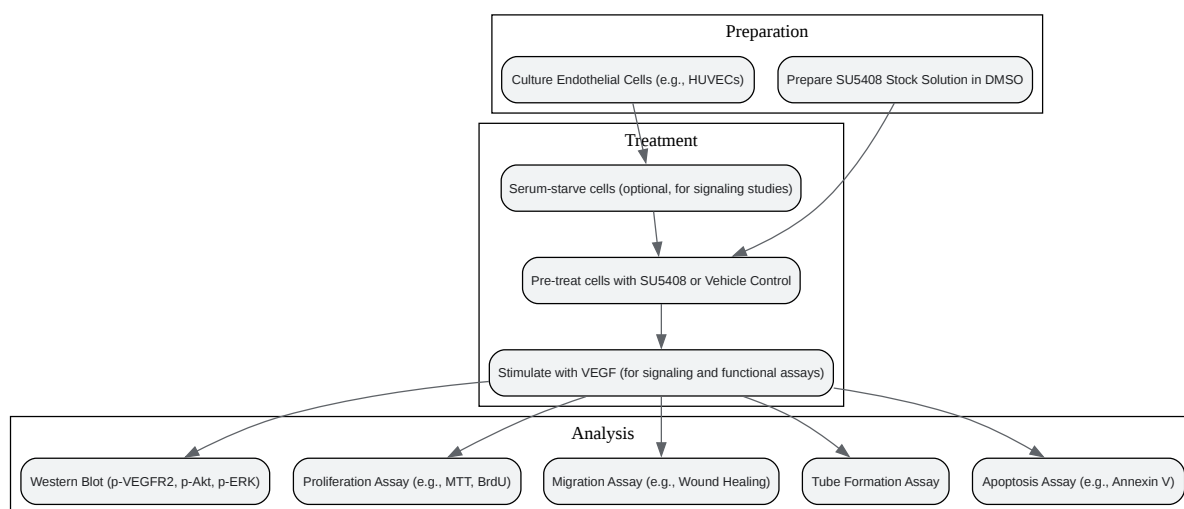 Preparation
Culture Endothelial Cells (e.g., HUVECs)
Prepare SU5408 Stock Solution in DMSO
Treatment
Serum-starve cells (optional, for signaling studies)
Pre-treat cells with SU5408 or Vehicle Control
Stimulate with VEGF (for signaling and functional assays)
Analysis
Western Blot (p-VEGFR2, p-Akt, p-ERK)
Proliferation Assay (e.g., MTT, BrdU)
Migration Assay (e.g., Wound Healing)
Tube Formation Assay
Apoptosis Assay (e.g., Annexin V)